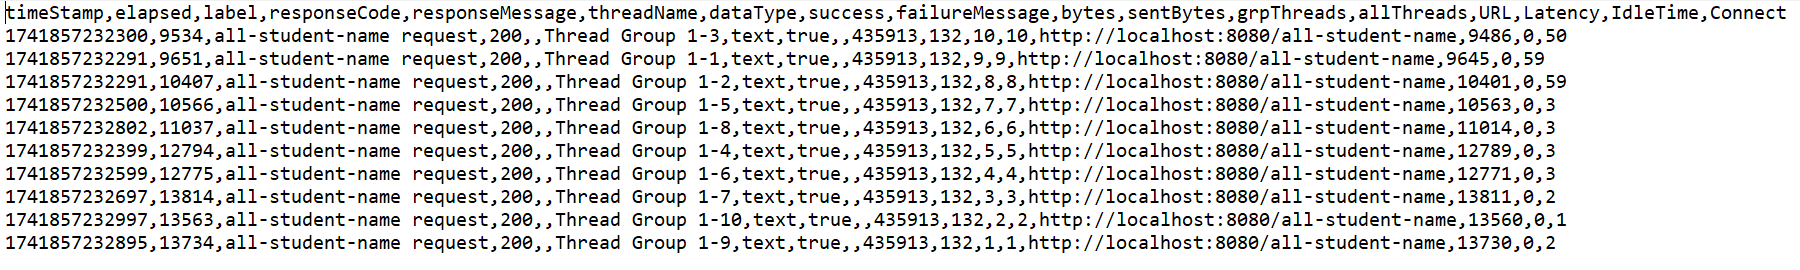 timeStamp,elapsed,label,responseCode,responseMessage,threadName,dataType,success,failureMessage,bytes,sentBytes,grpThreads,allThreads,URL,Latency,IdleTime,Connect
1741857232300,9534,all-student-name request,200,,Thread Group 1-3,text,true,,435913,132,10,10,http://localhost:8080/all-student-name,9486,0,50
1741857232291,9651,all-student-name request,200,,Thread Group 1-1,text,true,,435913,132,9,9,http://localhost:8080/all-student-name,9645,0,59
1741857232291,10407,all-student-name request,200,,Thread Group 1-2,text,true,,435913,132,8,8,http://localhost:8080/all-student-name,10401,0,59
1741857232500,10566,all-student-name request,200,,Thread Group 1-5,text,true,,435913,132,7,7,http://localhost:8080/all-student-name,10563,0,3
1741857232802,11037,all-student-name request,200,,Thread Group 1-8,text,true,,435913,132,6,6,http://localhost:8080/all-student-name,11014,0,3
1741857232399,12794,all-student-name request,200,,Thread Group 1-4,text,true,,435913,132,5,5,http://localhost:8080/all-student-name,12789,0,3
1741857232599,12775,all-student-name request,200,,Thread Group 1-6,text,true,,435913,132,4,4,http://localhost:8080/all-student-name,12771,0,3
1741857232697,13814,all-student-name request,200,,Thread Group 1-7,text,true,,435913,132,3,3,http://localhost:8080/all-student-name,13811,0,2
1741857232997,13563,all-student-name request,200,,Thread Group 1-10,text,true,,435913,132,2,2,http://localhost:8080/all-student-name,13560,0,1
1741857232895,13734,all-student-name request,200,,Thread Group 1-9,text,true,,435913,132,1,1,http://localhost:8080/all-student-name,13730,0,2